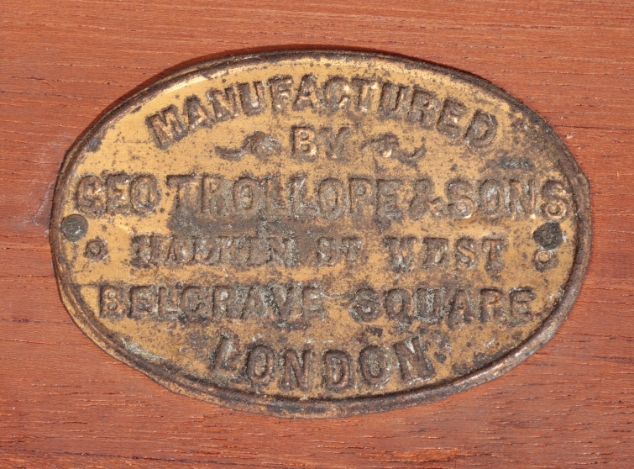 MANUFACTURED
BY
GEO TROLLOPE & SONS
HALKIN ST WEST
BELGRAVE SQUARE
LONDON